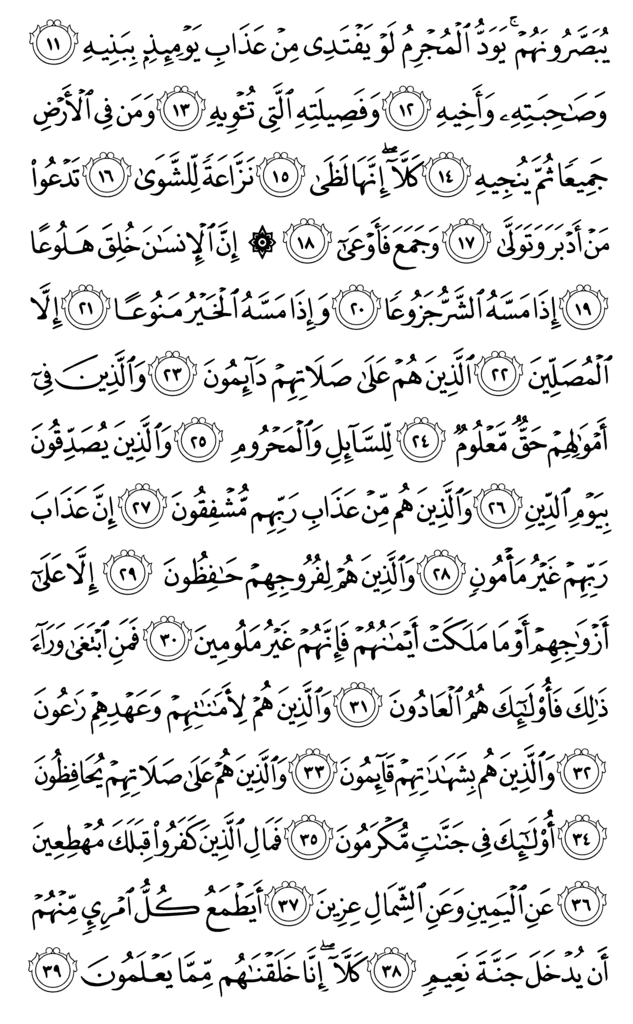 يُبَصَّرُونَهُمْ ۚ يَوَدُّ ٱلْمُجْرِمُ لَوْ يَفْتَدِى مِنْ عَذَابِ يَوْمِئِذٍۭ بِبَنِيهِ ١١
وَصَـٰحِبَتِهِۦ وَأَخِيهِ ١٢ وَفَصِيلَتِهِ ٱلَّتِى تُـْٔوِيهِ ١٣ وَمَن فِى ٱلْأَرْضِ
جَمِيعًا ثُمَّ يُنجِيهِ ١٤ كَلَّآ ۖ إِنَّهَا لَظَىٰ ١٥ نَزَّاعَةً لِّلشَّوَىٰ ١٦ تَدْعُوا۟
مَنْ أَدْبَرَ وَتَوَلَّىٰ ١٧ وَجَمَعَ فَأَوْعَىٰٓ ١٨ ۞ إِنَّ ٱلْإِنسَـٰنَ خُلِقَ هَلُوعًا
١٩ إِذَا مَسَّهُ ٱلشَّرُّ جَزُوعًا ٢٠ وَإِذَا مَسَّهُ ٱلْخَيْرُ مَنُوعًا ٢١ إِلَّا
ٱلْمُصَلِّينَ ٢٢ ٱلَّذِينَ هُمْ عَلَىٰ صَلَاتِهِمْ دَآئِمُونَ ٢٣ وَٱلَّذِينَ فِىٓ
أَمْوَٰلِهِمْ حَقٌّ مَّعْلُومٌ ٢٤ لِّلسَّآئِلِ وَٱلْمَحْرُومِ ٢٥ وَٱلَّذِينَ يُصَدِّقُونَ
بِيَوْمِ ٱلدِّينِ ٢٦ وَٱلَّذِينَ هُم مِّنْ عَذَابِ رَبِّهِم مُّشْفِقُونَ ٢٧ إِنَّ عَذَابَ
رَبِّهِمْ غَيْرُ مَأْمُونٍ ٢٨ وَٱلَّذِينَ هُمْ لِفُرُوجِهِمْ حَـٰفِظُونَ ٢٩ إِلَّا عَلَىٰٓ
أَزْوَٰجِهِمْ أَوْ مَا مَلَكَتْ أَيْمَـٰنُهُمْ فَإِنَّهُمْ غَيْرُ مَلُومِينَ ٣٠ فَمَنِ ٱبْتَغَىٰ وَرَآءَ
ذَٰلِكَ فَأُو۟لَـٰٓئِكَ هُمُ ٱلْعَادُونَ ٣١ وَٱلَّذِينَ هُمْ لِأَمَـٰنَـٰتِهِمْ وَعَهْدِهِمْ رَٰعُونَ
٣٢ وَٱلَّذِينَ هُم بِشَهَـٰدَٰتِهِمْ قَآئِمُونَ ٣٣ وَٱلَّذِينَ هُمْ عَلَىٰ صَلَاتِهِمْ يُحَافِظُونَ
٣٤ أُو۟لَـٰٓئِكَ فِى جَنَّـٰتٍ مُّكْرَمُونَ ٣٥ فَمَالِ ٱلَّذِينَ كَفَرُوا۟ قِبَلَكَ مُهْطِعِينَ
٣٦ عَنِ ٱلْيَمِينِ وَعَنِ ٱلشِّمَالِ عِزِينَ ٣٧ أَيَطْمَعُ كُلُّ ٱمْرِئٍ مِّنْهُمْ
أَن يُدْخَلَ جَنَّةَ نَعِيمٍ ٣٨ كَلَّآ ۖ إِنَّا خَلَقْنَـٰهُم مِّمَّا يَعْلَمُونَ ٣٩